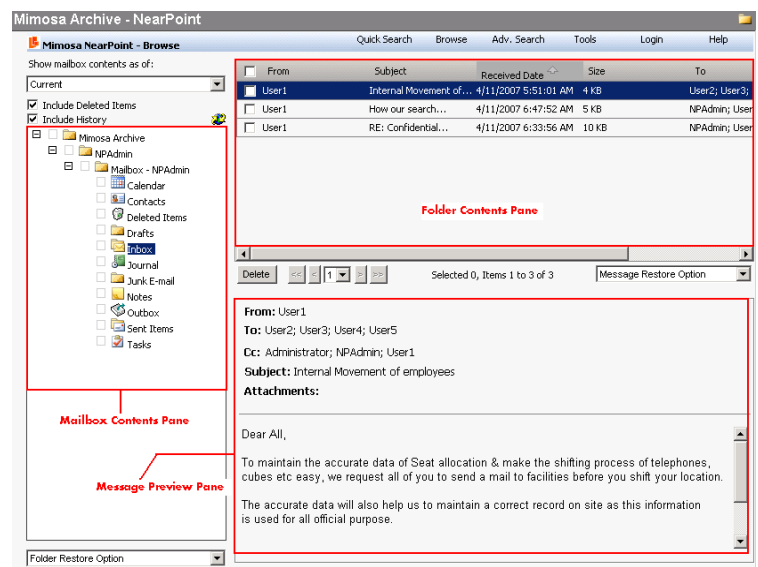 Mimosa Archive - NearPoint
Mimosa NearPoint - Browse
Quick Search Browse Adv. Search Tools Login Help
Show mailbox contents as of:
Current
Include Deleted Items
Include History
Mimosa Archive
NPAdmin
Mailbox - NPAdmin
Calendar
Contacts
Deleted Items
Drafts
Inbox
Journal
Junk E-mail
Notes
Outbox
Sent Items
Tasks
Mailbox Contents Pane
Message Preview Pane
Folder Restore Option
From Subject Received Date Size To
User1 Internal Movement of... 4/11/2007 5:51:01 AM 4 KB User2; User3;
User1 How our search... 4/11/2007 6:47:52 AM 5 KB NPAdmin; User
User1 RE: Confidential... 4/11/2007 6:33:56 AM 10 KB NPAdmin; User
Folder Contents Pane
Delete << < 1 > >> Selected 0, Items 1 to 3 of 3 Message Restore Option
From: User1
To: User2; User3; User4; User5
Cc: Administrator; NPAdmin; User1
Subject: Internal Movement of employees
Attachments:
Dear All,
To maintain the accurate data of Seat allocation & make the shifting process of telephones,
cubes etc easy, we request all of you to send a mail to facilities before you shift your location.
The accurate data will also help us to maintain a correct record on site as this information
is used for all official purpose.